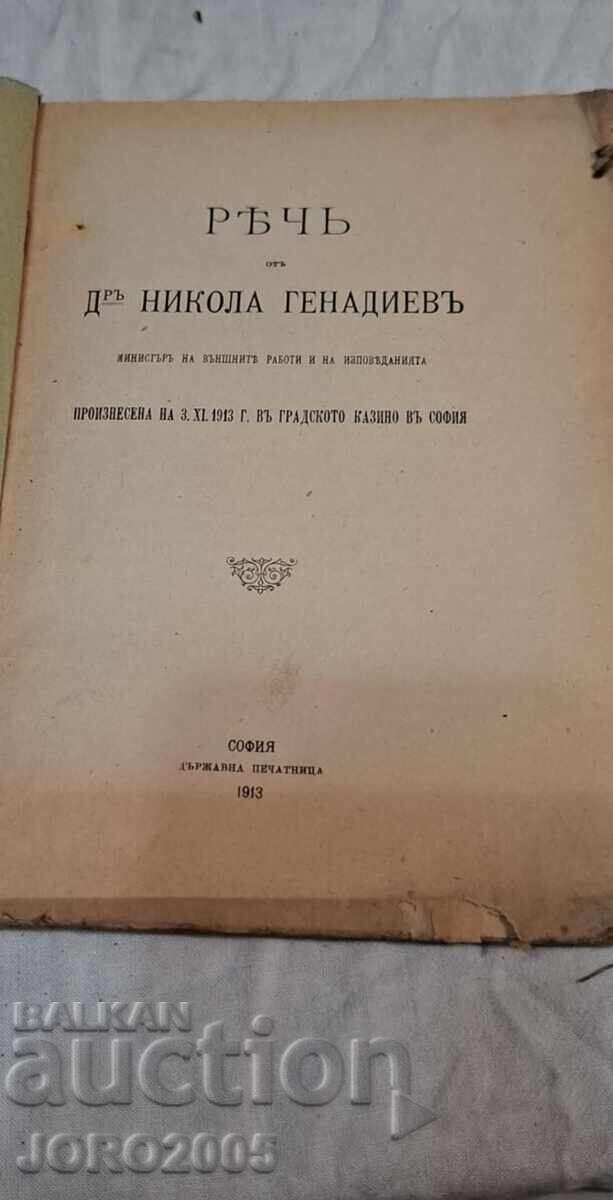 РѢЧЬ
отъ
Дръ НИКОЛА ГЕНАДИЕВЪ
МИНИСТЪРЪ НА ВЪНШНИТѢ РАБОТИ И НА ИЗПОВѢДАНИЯТА
ПРОИЗНЕСЕНА НА 3. XI. 1913 Г. ВЪ ГРАДСКОТО КАЗИНО ВЪ СОФИЯ
СОФИЯ
ДЪРЖАВНА ПЕЧАТНИЦА
1913
BALKAN
auction
JORO2005